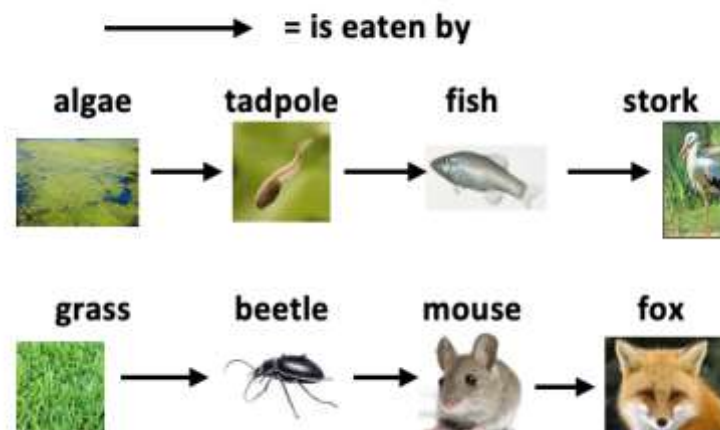 = is eaten by
algae tadpole fish stork
grass beetle mouse fox